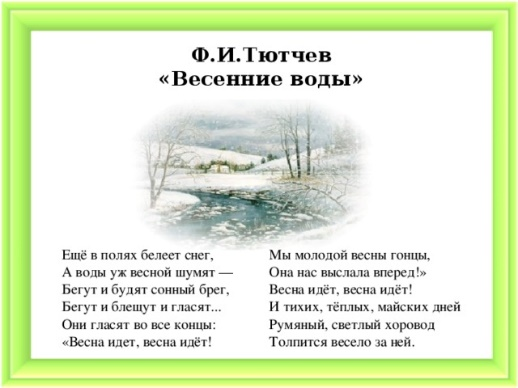 Ф.И.Тютчев
«Весенние воды»
Ещё в полях белеет снег,
А воды уж весной шумят —
Бегут и будят сонный брег,
Бегут и блещут и гласят...
Они гласят во все концы:
«Весна идет, весна идёт!
Мы молодой весны гонцы,
Она нас выслала вперед!»
Весна идёт, весна идёт!
И тихих, тёплых, майских дней
Румяный, светлый хоровод
Толпится весело за ней.